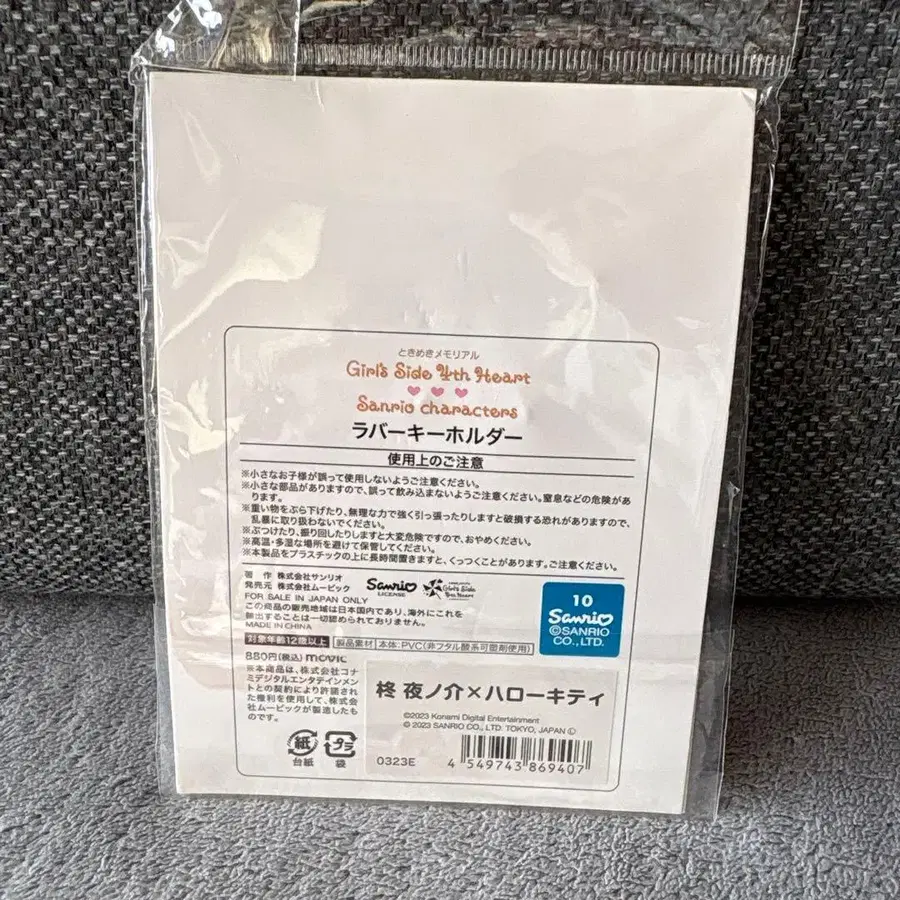 ときめきメモリアル
Girl's Side 4th Heart
Sanrio characters
ラバーキーホルダー
使用上のご注意
※小さなお子様が誤って使用しないようご注意ください。
※小さな部品がありますので、誤って飲み込まないようご注意ください。窒息などの危険があ
ります。
※重い物をぶら下げたり、無理な力で強く引っ張ったりしますと破損する恐れがありますので、
乱暴に取り扱わないでください。
※ぶつけたり、振り回したりしますと大変危険ですので、おやめください。
※高温・多湿な場所を避けて保管してください。
※本製品をプラスチックの上に長時間置きますと、くっつくことがあります。ご注意ください。
著 作 株式会社サンリオ
発売元 株式会社ムービック
Sanrio LICENSE
Girl's Side 4th Heart
FOR SALE IN JAPAN ONLY
この商品の販売地域は日本国内であり、海外にこれを
輸出することは一切認められておりません。
MADE IN CHINA
10
Sanrio
©SANRIO
CO., LTD.
対象年齢12歳以上 製品素材 本体:PVC(非フタル酸系可塑剤使用)
880円(税込) movic
※本商品は、株式会社コナ
ミデジタルエンタテインメン
トとの契約により許諾され
た権利を使用して、株式会
社ムービックが製造したも
のです。
紙 台紙
プラ 袋
柊 夜ノ介×ハローキティ
©2023 Konami Digital Entertainment
© 2023 SANRIO CO., LTD. TOKYO, JAPAN Ⓛ
0323E
4 549743 869407